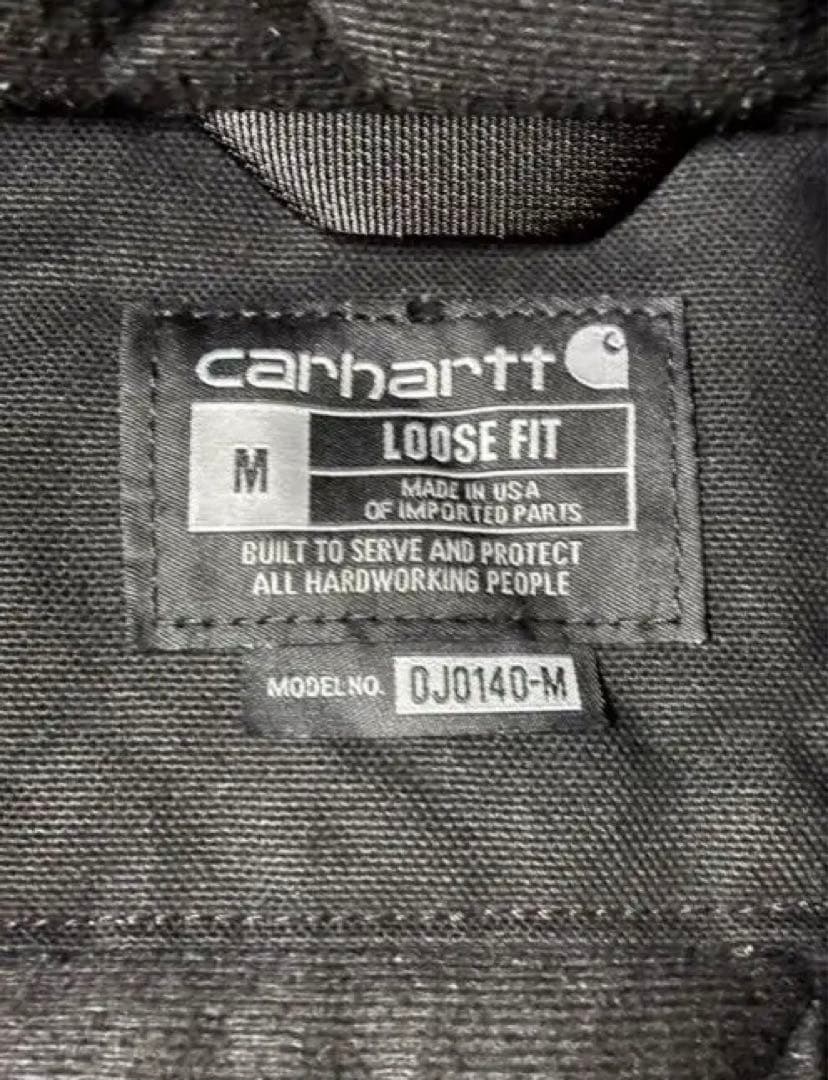 carhartt
M
LOOSE FIT
MADE IN USA
OF IMPORTED PARTS
BUILT TO SERVE AND PROTECT
ALL HARDWORKING PEOPLE
MODEL NO. OJ0140-M